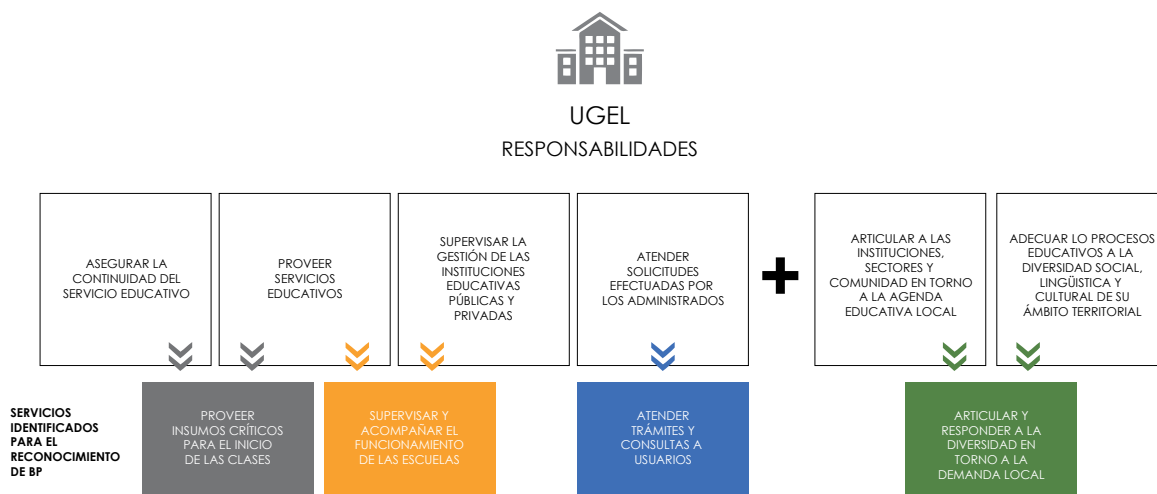 UGEL
RESPONSABILIDADES
ASEGURAR LA
CONTINUIDAD DEL
SERVICIO EDUCATIVO
PROVEER
SERVICIOS
EDUCATIVOS
SUPERVISAR LA
GESTIÓN DE LAS
INSTITUCIONES
EDUCATIVAS
PÚBLICAS Y
PRIVADAS
ATENDER
SOLICITUDES
EFECTUADAS POR
LOS ADMINISTRADOS
+
ARTICULAR A LAS
INSTITUCIONES,
SECTORES Y
COMUNIDAD EN TORNO
A LA AGENDA
EDUCATIVA LOCAL
ADECUAR LO PROCESOS
EDUCATIVOS A LA
DIVERSIDAD SOCIAL,
LINGÜISTICA Y
CULTURAL DE SU
ÁMBITO TERRITORIAL
SERVICIOS
IDENTIFICADOS
PARA EL
RECONOCIMIENTO
DE BP
PROVEER
INSUMOS CRÍTICOS
PARA EL INICIO
DE LAS CLASES
SUPERVISAR Y
ACOMPAÑAR EL
FUNCIONAMIENTO
DE LAS ESCUELAS
ATENDER
TRÁMITES Y
CONSULTAS A
USUARIOS
ARTICULAR Y
RESPONDER A LA
DIVERSIDAD EN
TORNO A LA
DEMANDA LOCAL